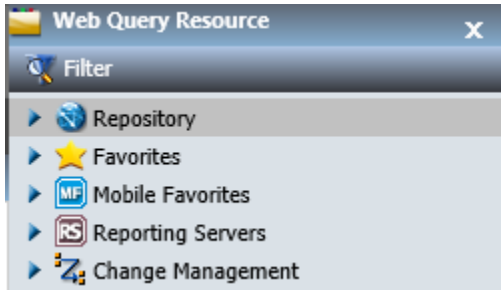 Web Query Resource x
Filter
Repository
Favorites
MF Mobile Favorites
RS Reporting Servers
Change Management